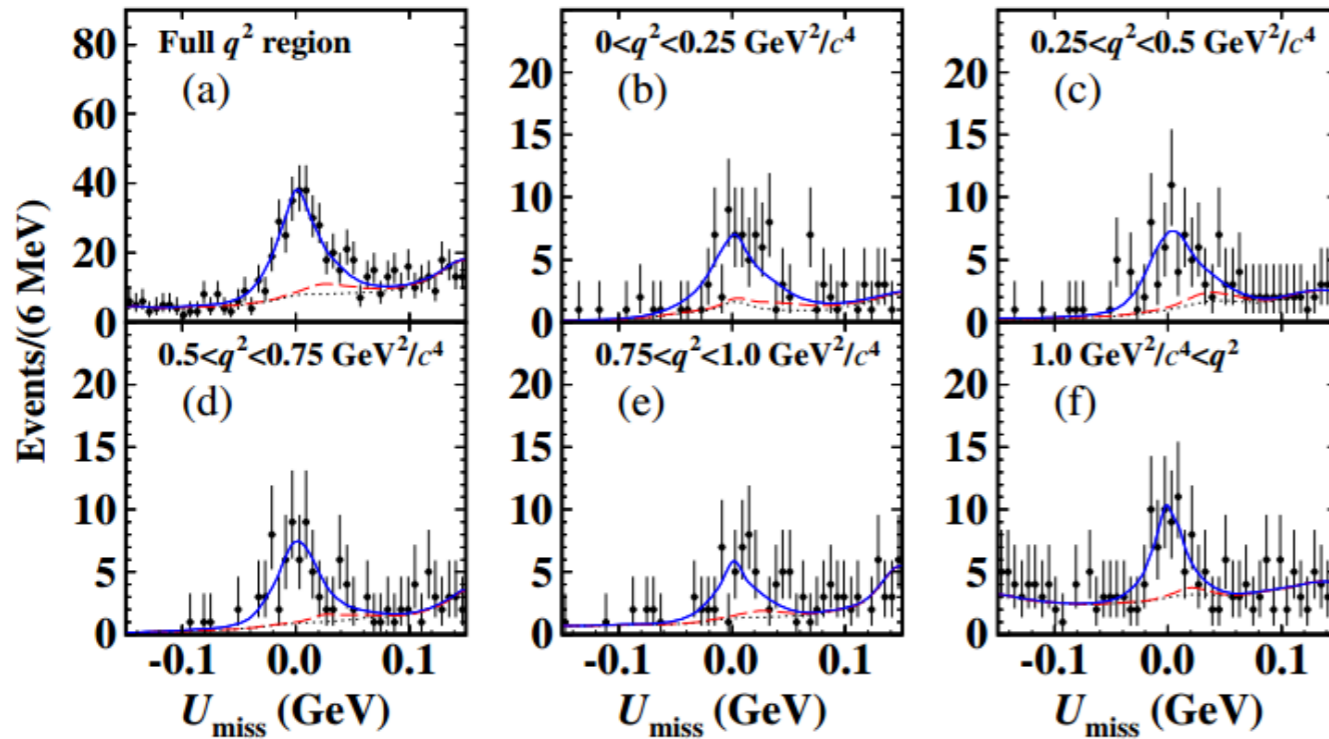 Events/(6 MeV)
Full q² region
(a)
80
60
40
20
0
0<q²<0.25 GeV²/c⁴
(b)
20
15
10
5
0
0.25<q²<0.5 GeV²/c⁴
(c)
20
15
10
5
0
0.5<q²<0.75 GeV²/c⁴
(d)
20
15
10
5
0
-0.1 0.0 0.1
U_miss (GeV)
0.75<q²<1.0 GeV²/c⁴
(e)
20
15
10
5
0
-0.1 0.0 0.1
U_miss (GeV)
1.0 GeV²/c⁴<q²
(f)
20
15
10
5
0
-0.1 0.0 0.1
U_miss (GeV)